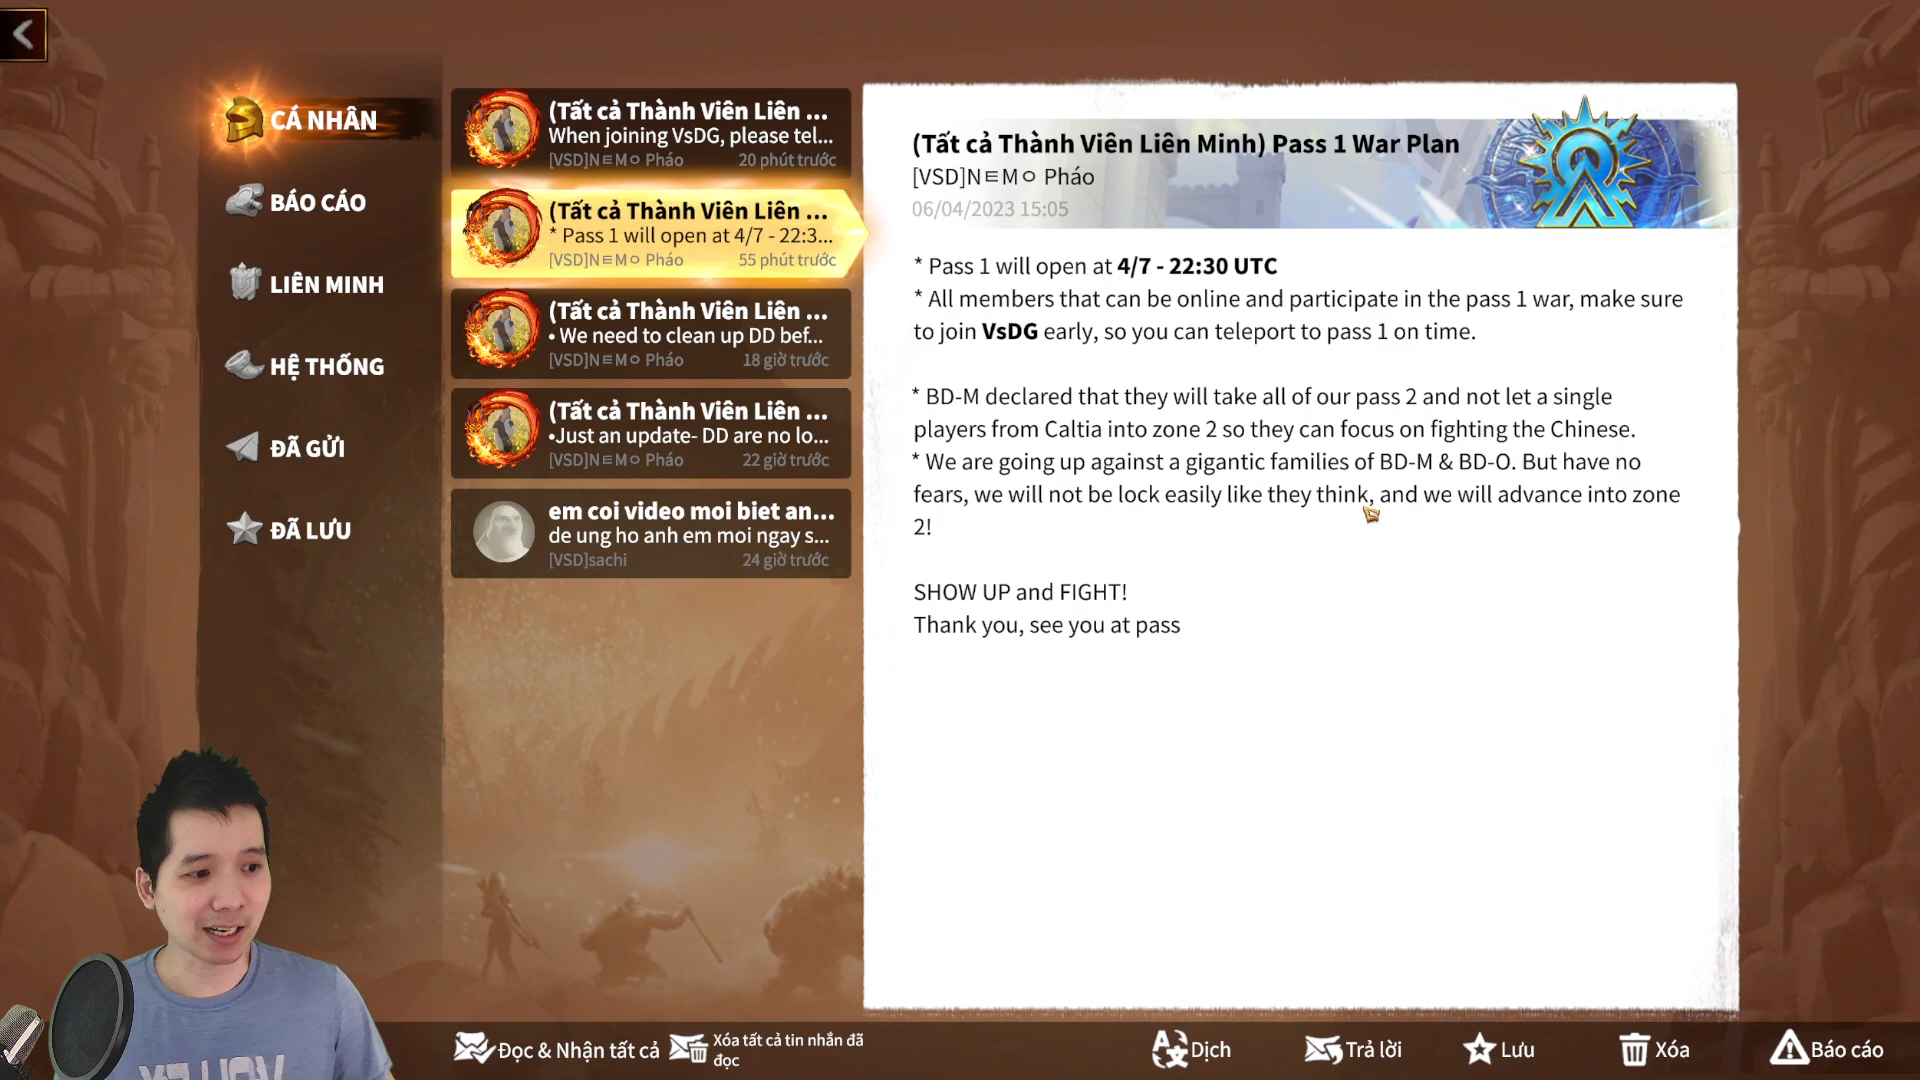 CÁ NHÂN
BÁO CÁO
LIÊN MINH
HỆ THỐNG
ĐÃ GỬI
ĐÃ LƯU
(Tất cả Thành Viên Liên ...
When joining VsDG, please tel...
[VSD]NㅌMㅇ Pháo 20 phút trước
(Tất cả Thành Viên Liên ...
* Pass 1 will open at 4/7 - 22:3...
[VSD]NㅌMㅇ Pháo 55 phút trước
(Tất cả Thành Viên Liên ...
• We need to clean up DD bef...
[VSD]NㅌMㅇ Pháo 18 giờ trước
(Tất cả Thành Viên Liên ...
•Just an update- DD are no lo...
[VSD]NㅌMㅇ Pháo 22 giờ trước
em coi video moi biet an...
de ung ho anh em moi ngay s...
[VSD]sachi 24 giờ trước
(Tất cả Thành Viên Liên Minh) Pass 1 War Plan
[VSD]NㅌMㅇ Pháo
06/04/2023 15:05
* Pass 1 will open at 4/7 - 22:30 UTC
* All members that can be online and participate in the pass 1 war, make sure
to join VsDG early, so you can teleport to pass 1 on time.
* BD-M declared that they will take all of our pass 2 and not let a single
players from Caltia into zone 2 so they can focus on fighting the Chinese.
* We are going up against a gigantic families of BD-M & BD-O. But have no
fears, we will not be lock easily like they think, and we will advance into zone
2!
SHOW UP and FIGHT!
Thank you, see you at pass
Đọc & Nhận tất cả
Xóa tất cả tin nhắn đã
đọc
Dịch
Trả lời
Lưu
Xóa
Báo cáo